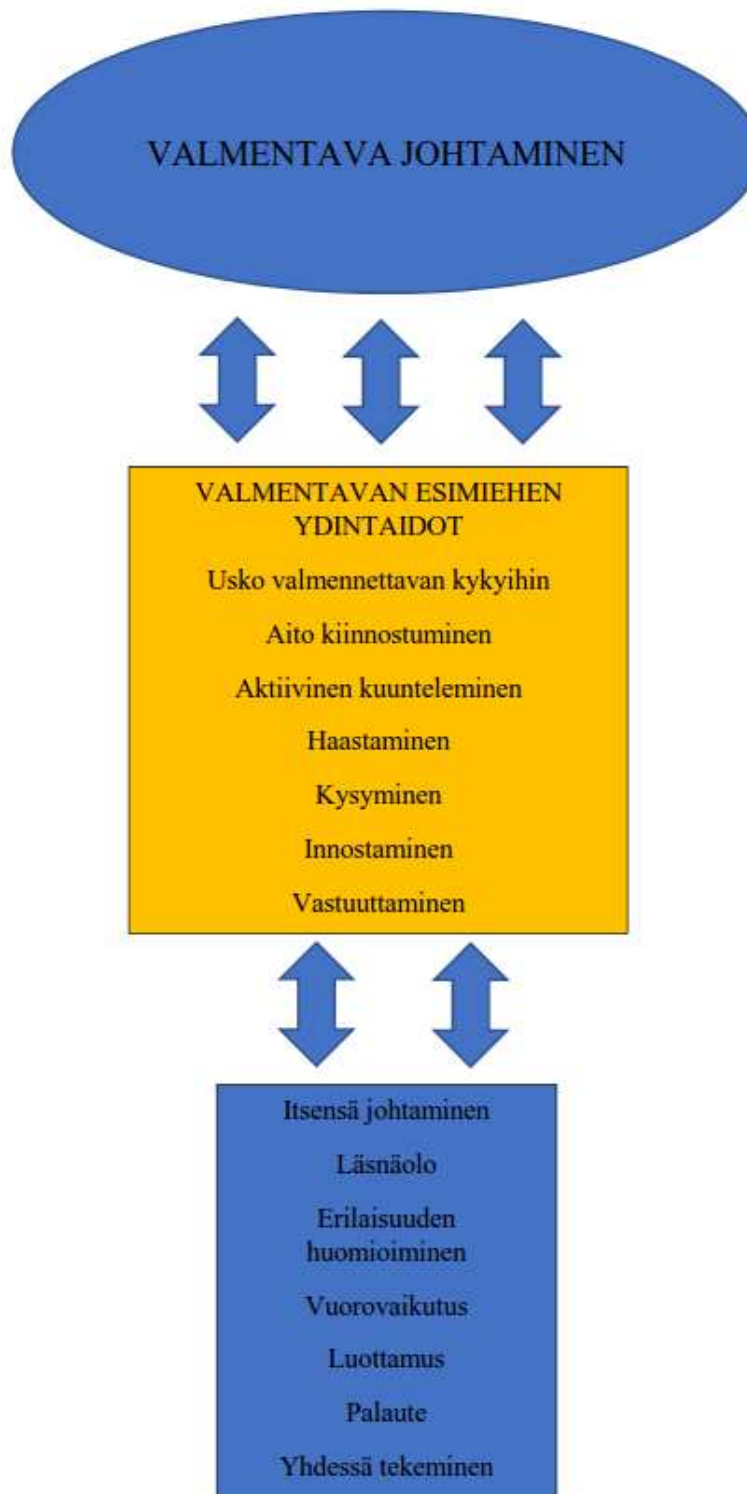 VALMENTAVA JOHTAMINEN
VALMENTAVAN ESIMIEHEN
YDINTAIDOT
Usko valmennettavan kykyihin
Aito kiinnostuminen
Aktiivinen kuunteleminen
Haastaminen
Kysyminen
Innostaminen
Vastuuttaminen
Itsensä johtaminen
Läsnäolo
Erilaisuuden
huomioiminen
Vuorovaikutus
Luottamus
Palaute
Yhdessä tekeminen